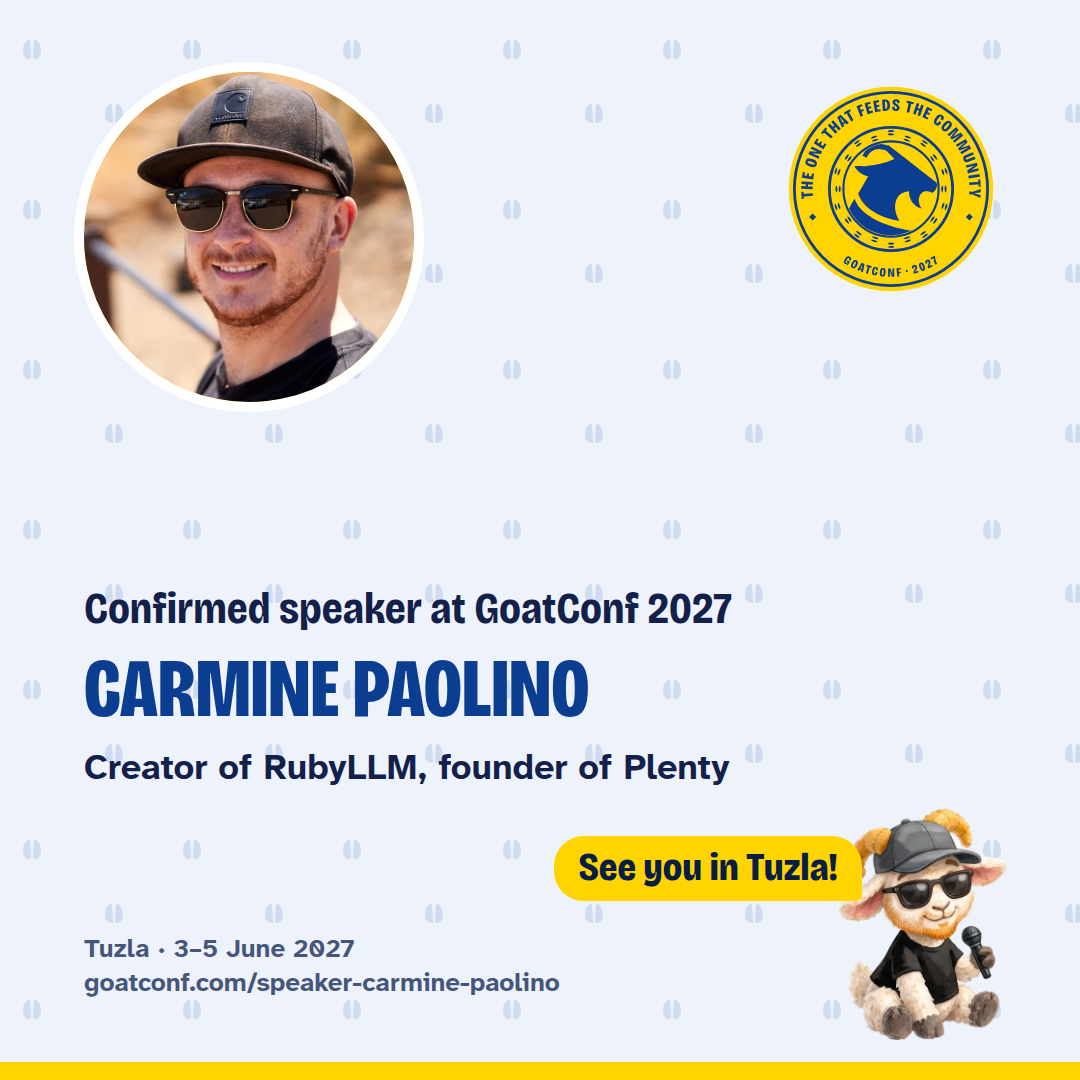 THE ONE THAT FEEDS THE COMMUNITY
GOATCONF · 2027
Confirmed speaker at GoatConf 2027
CARMINE PAOLINO
Creator of RubyLLM, founder of Plenty
See you in Tuzla!
Tuzla · 3–5 June 2027
goatconf.com/speaker-carmine-paolino